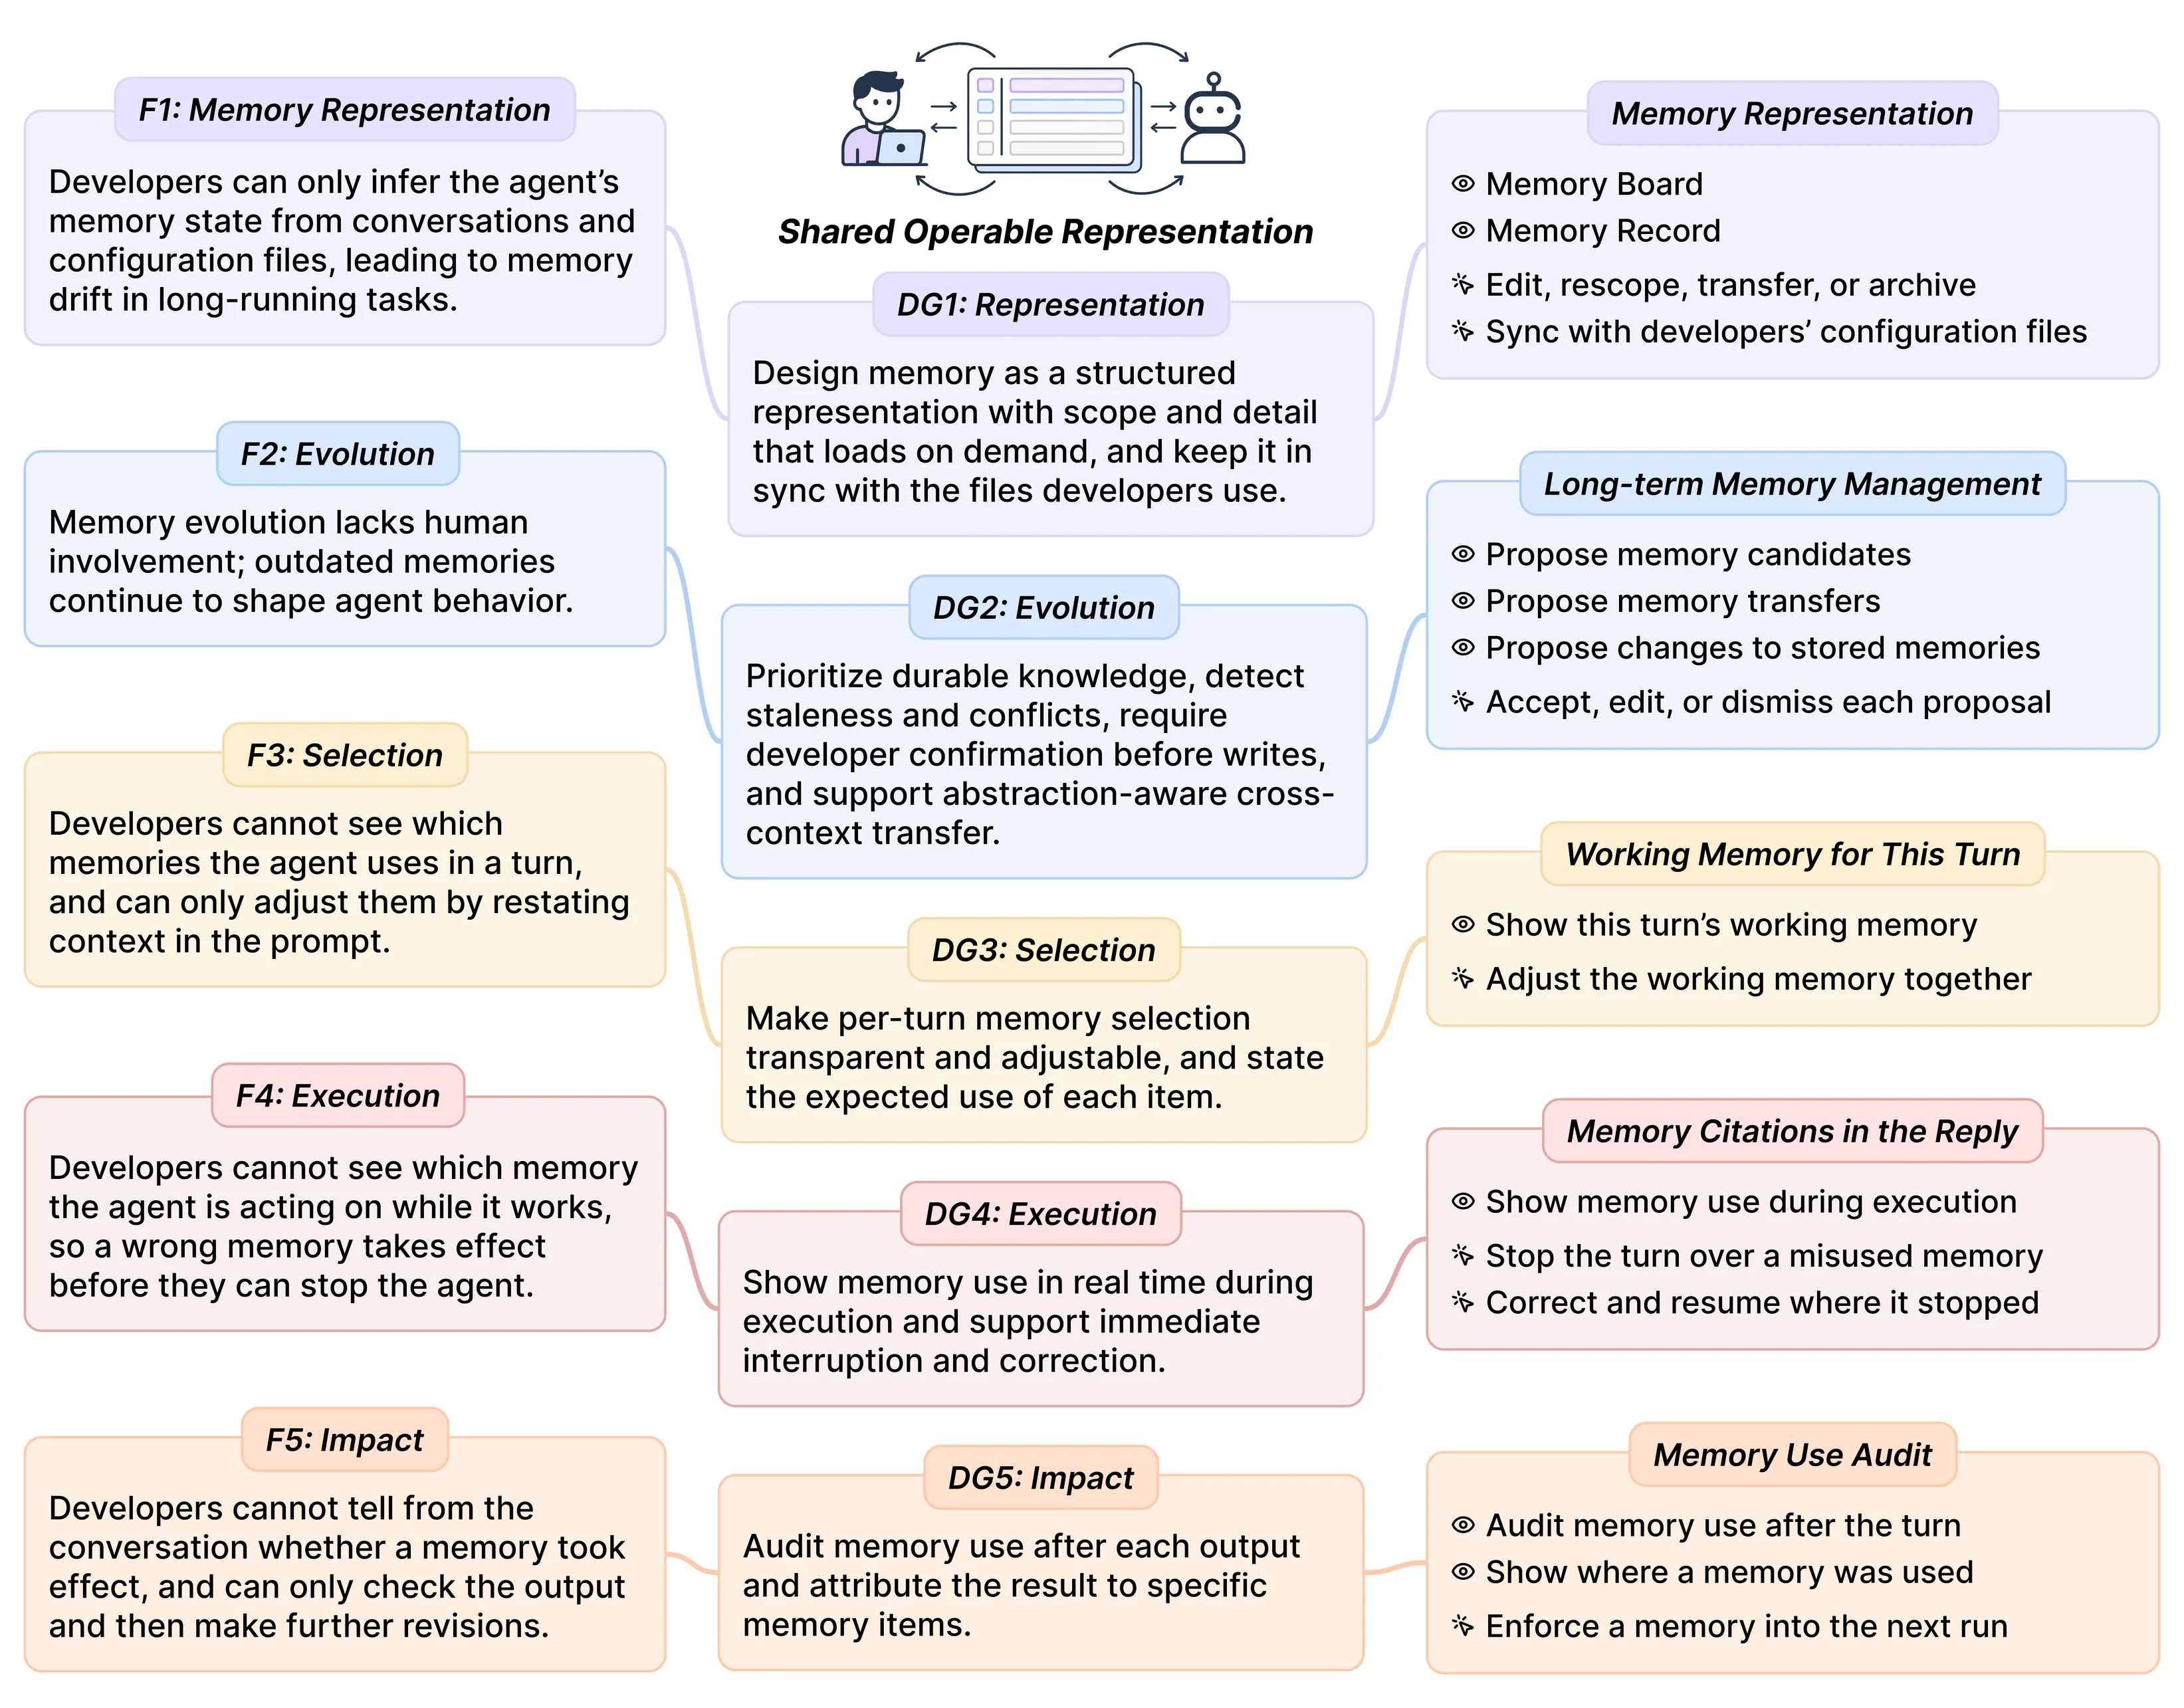 F1: Memory Representation
Developers can only infer the agent’s
memory state from conversations and
configuration files, leading to memory
drift in long-running tasks.
F2: Evolution
Memory evolution lacks human
involvement; outdated memories
continue to shape agent behavior.
F3: Selection
Developers cannot see which
memories the agent uses in a turn,
and can only adjust them by restating
context in the prompt.
F4: Execution
Developers cannot see which memory
the agent is acting on while it works,
so a wrong memory takes effect
before they can stop the agent.
F5: Impact
Developers cannot tell from the
conversation whether a memory took
effect, and can only check the output
and then make further revisions.
Shared Operable Representation
DG1: Representation
Design memory as a structured
representation with scope and detail
that loads on demand, and keep it in
sync with the files developers use.
DG2: Evolution
Prioritize durable knowledge, detect
staleness and conflicts, require
developer confirmation before writes,
and support abstraction-aware cross-
context transfer.
DG3: Selection
Make per-turn memory selection
transparent and adjustable, and state
the expected use of each item.
DG4: Execution
Show memory use in real time during
execution and support immediate
interruption and correction.
DG5: Impact
Audit memory use after each output
and attribute the result to specific
memory items.
Memory Representation
Memory Board
Memory Record
Edit, rescope, transfer, or archive
Sync with developers’ configuration files
Long-term Memory Management
Propose memory candidates
Propose memory transfers
Propose changes to stored memories
Accept, edit, or dismiss each proposal
Working Memory for This Turn
Show this turn’s working memory
Adjust the working memory together
Memory Citations in the Reply
Show memory use during execution
Stop the turn over a misused memory
Correct and resume where it stopped
Memory Use Audit
Audit memory use after the turn
Show where a memory was used
Enforce a memory into the next run